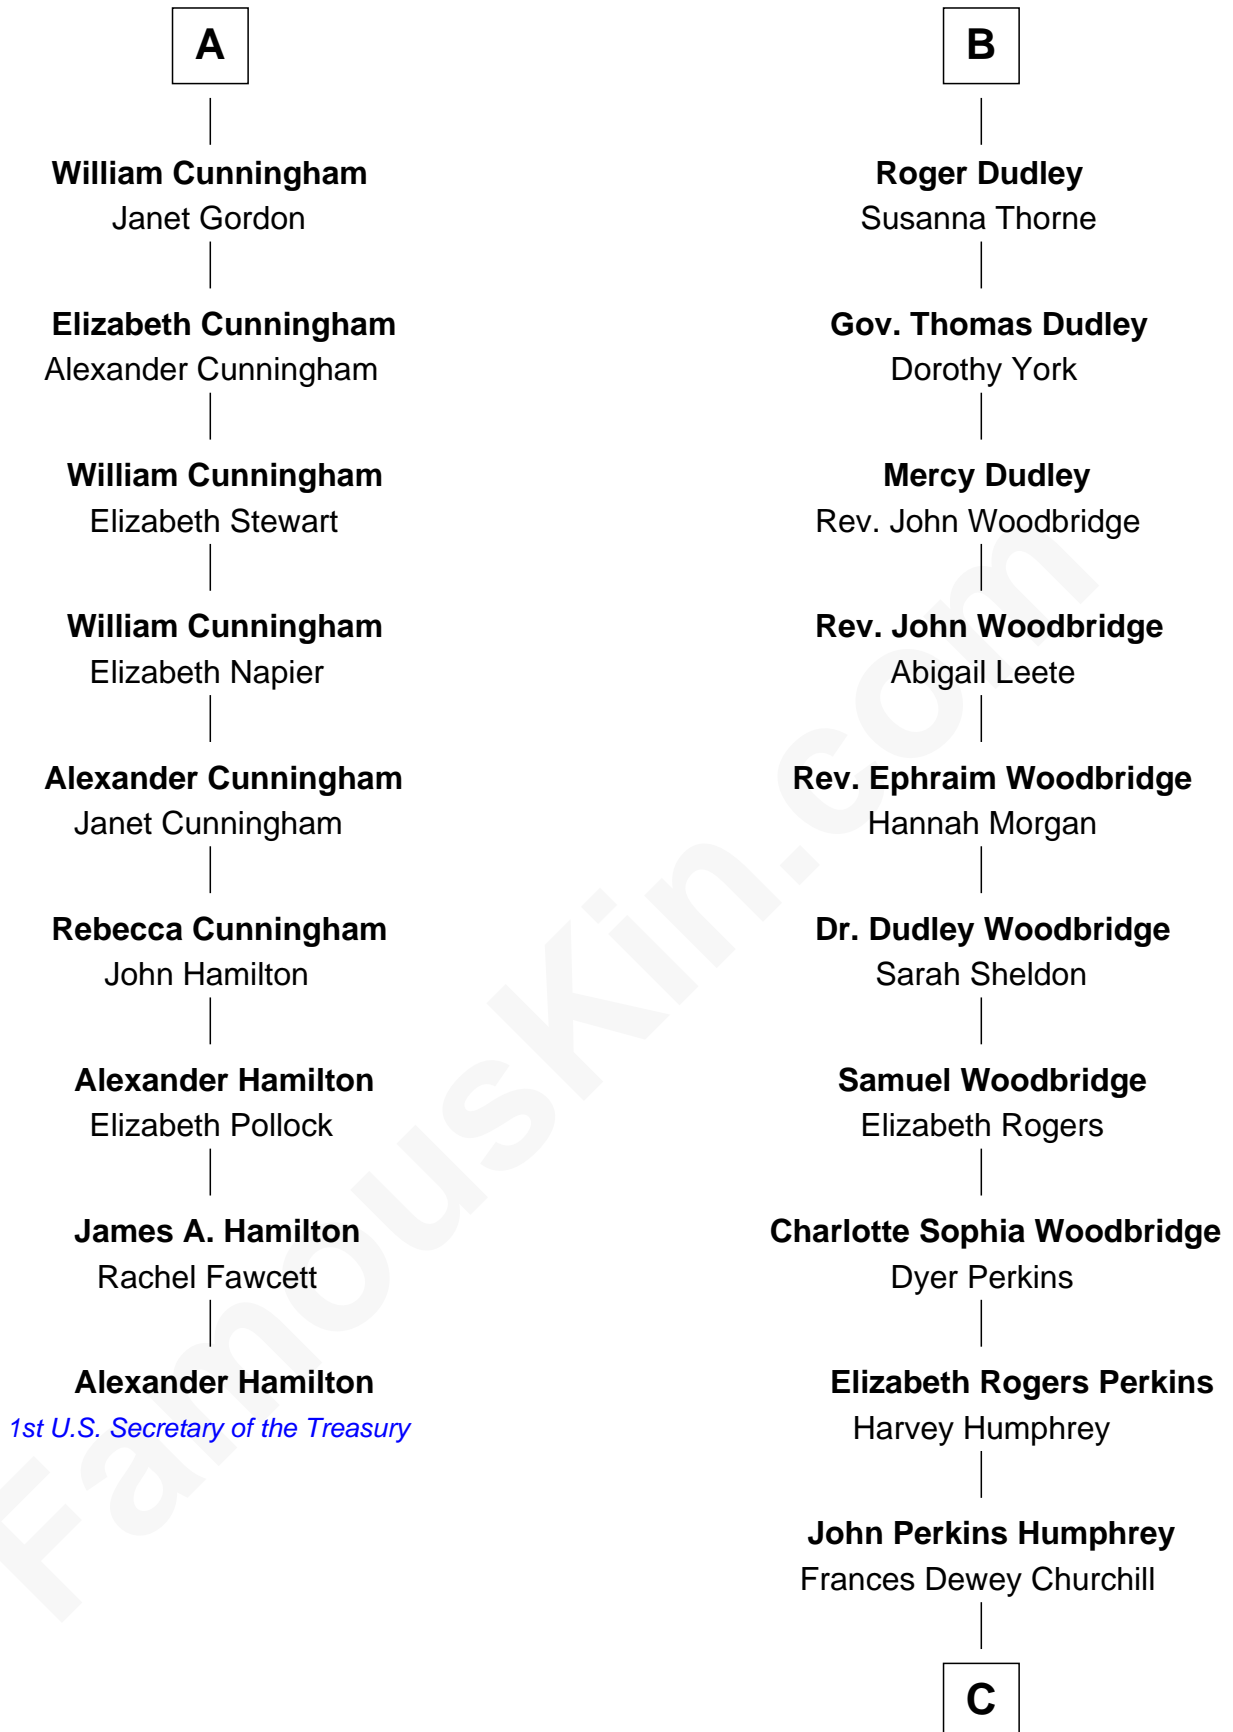 A
William Cunningham
Janet Gordon
Elizabeth Cunningham
Alexander Cunningham
William Cunningham
Elizabeth Stewart
William Cunningham
Elizabeth Napier
Alexander Cunningham
Janet Cunningham
Rebecca Cunningham
John Hamilton
Alexander Hamilton
Elizabeth Pollock
James A. Hamilton
Rachel Fawcett
Alexander Hamilton
1st U.S. Secretary of the Treasury
B
Roger Dudley
Susanna Thorne
Gov. Thomas Dudley
Dorothy York
Mercy Dudley
Rev. John Woodbridge
Rev. John Woodbridge
Abigail Leete
Rev. Ephraim Woodbridge
Hannah Morgan
Dr. Dudley Woodbridge
Sarah Sheldon
Samuel Woodbridge
Elizabeth Rogers
Charlotte Sophia Woodbridge
Dyer Perkins
Elizabeth Rogers Perkins
Harvey Humphrey
John Perkins Humphrey
Frances Dewey Churchill
C
FamousKin.com